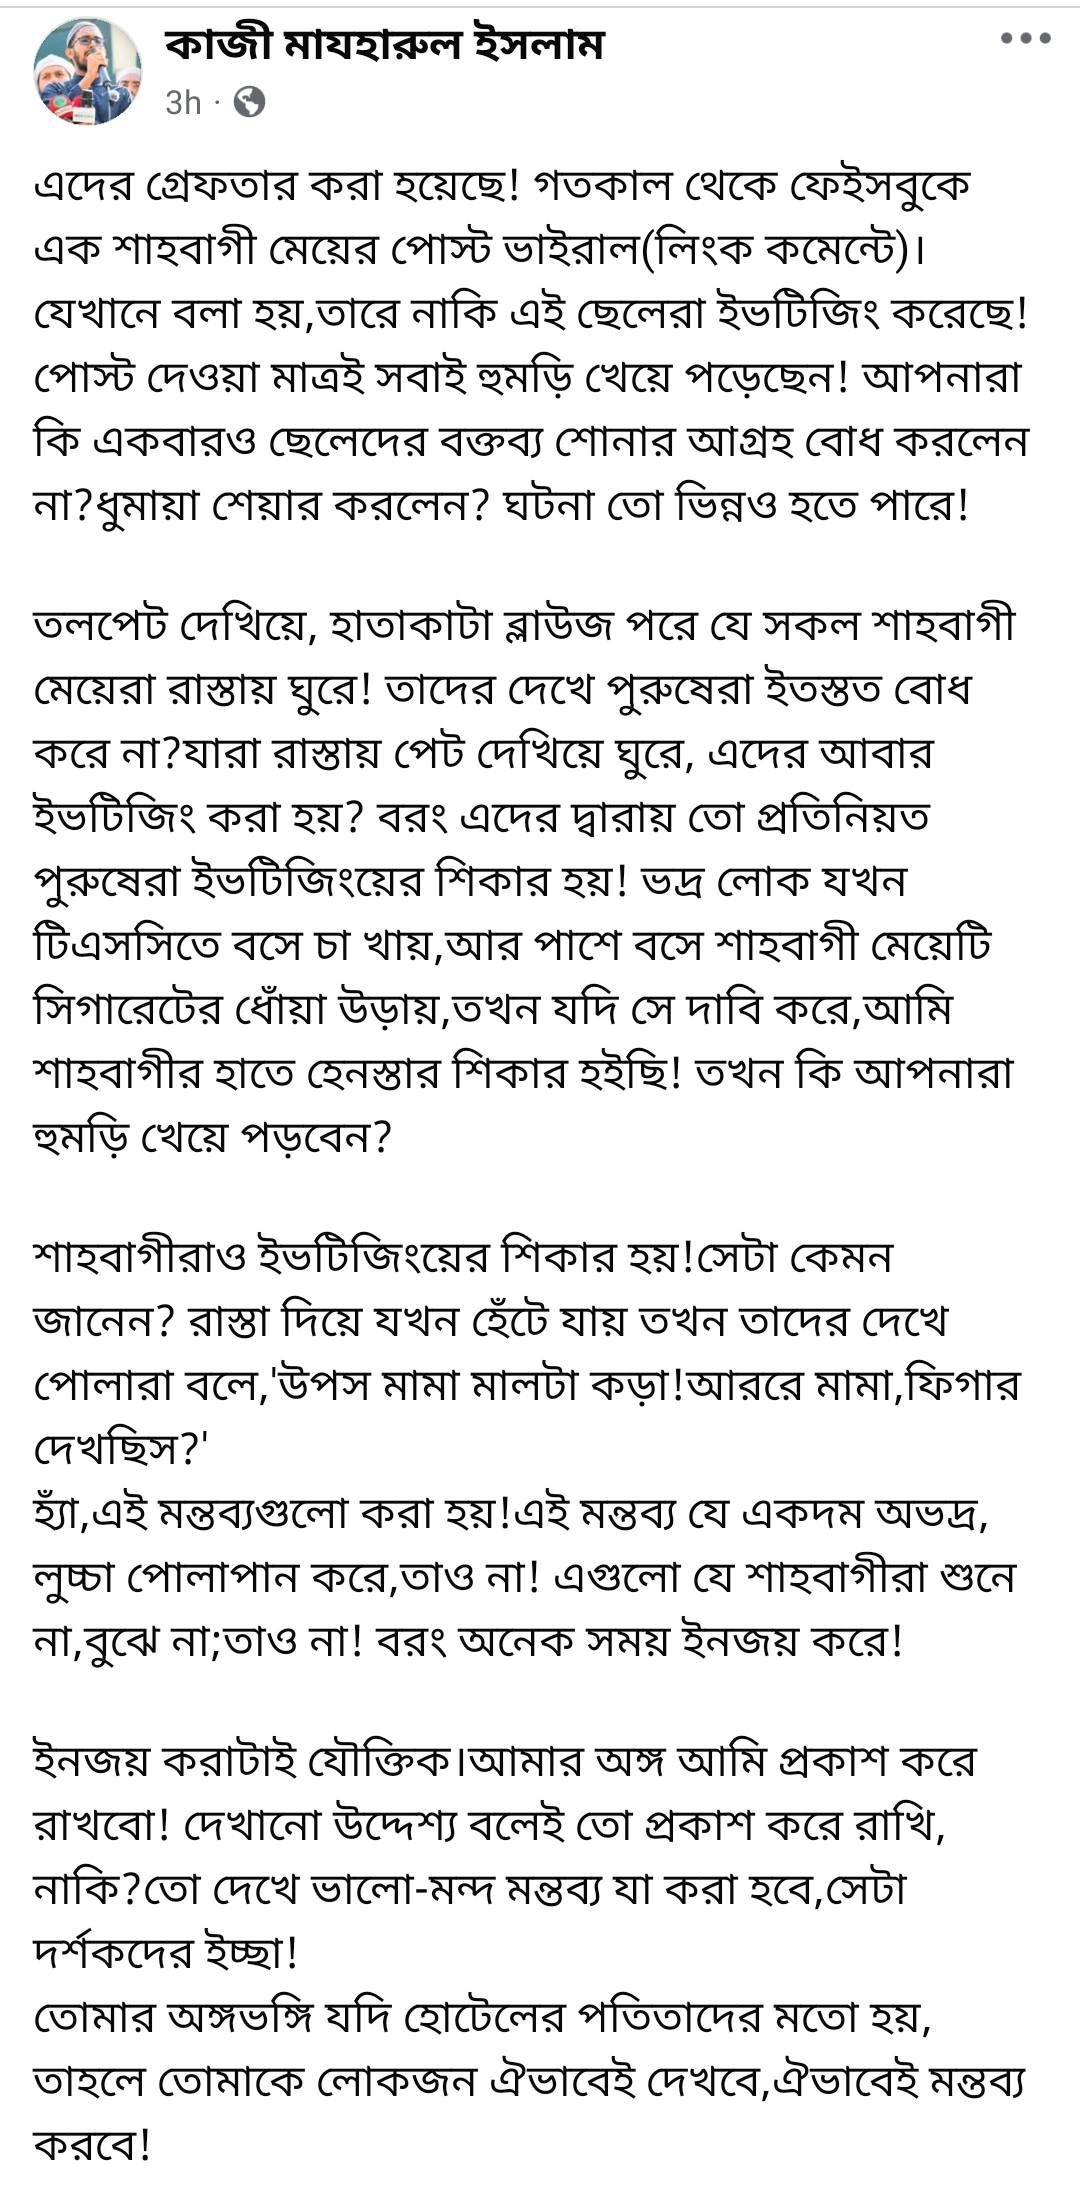 কাজী মাযহারুল ইসলাম
3h ·
এদের গ্রেফতার করা হয়েছে! গতকাল থেকে ফেইসবুকে
এক শাহবাগী মেয়ের পোস্ট ভাইরাল(লিংক কমেন্টে)।
যেখানে বলা হয়,তারে নাকি এই ছেলেরা ইভটিজিং করেছে!
পোস্ট দেওয়া মাত্রই সবাই হুমড়ি খেয়ে পড়েছেন! আপনারা
কি একবারও ছেলেদের বক্তব্য শোনার আগ্রহ বোধ করলেন
না?ধুমায়া শেয়ার করলেন? ঘটনা তো ভিন্নও হতে পারে!
তলপেট দেখিয়ে, হাতাকাটা ব্লাউজ পরে যে সকল শাহবাগী
মেয়েরা রাস্তায় ঘুরে! তাদের দেখে পুরুষেরা ইতস্তত বোধ
করে না?যারা রাস্তায় পেট দেখিয়ে ঘুরে, এদের আবার
ইভটিজিং করা হয়? বরং এদের দ্বারায় তো প্রতিনিয়ত
পুরুষেরা ইভটিজিংয়ের শিকার হয়! ভদ্র লোক যখন
টিএসসিতে বসে চা খায়,আর পাশে বসে শাহবাগী মেয়েটি
সিগারেটের ধোঁয়া উড়ায়,তখন যদি সে দাবি করে,আমি
শাহবাগীর হাতে হেনস্তার শিকার হইছি! তখন কি আপনারা
হুমড়ি খেয়ে পড়বেন?
শাহবাগীরাও ইভটিজিংয়ের শিকার হয়!সেটা কেমন
জানেন? রাস্তা দিয়ে যখন হেঁটে যায় তখন তাদের দেখে
পোলারা বলে,'উপস মামা মালটা কড়া!আররে মামা,ফিগার
দেখছিস?'
হ্যাঁ,এই মন্তব্যগুলো করা হয়!এই মন্তব্য যে একদম অভদ্র,
লুচ্চা পোলাপান করে,তাও না! এগুলো যে শাহবাগীরা শুনে
না,বুঝে না;তাও না! বরং অনেক সময় ইনজয় করে!
ইনজয় করাটাই যৌক্তিক।আমার অঙ্গ আমি প্রকাশ করে
রাখবো! দেখানো উদ্দেশ্য বলেই তো প্রকাশ করে রাখি,
নাকি?তো দেখে ভালো-মন্দ মন্তব্য যা করা হবে,সেটা
দর্শকদের ইচ্ছা!
তোমার অঙ্গভঙ্গি যদি হোটেলের পতিতাদের মতো হয়,
তাহলে তোমাকে লোকজন ঐভাবেই দেখবে,ঐভাবেই মন্তব্য
করবে!